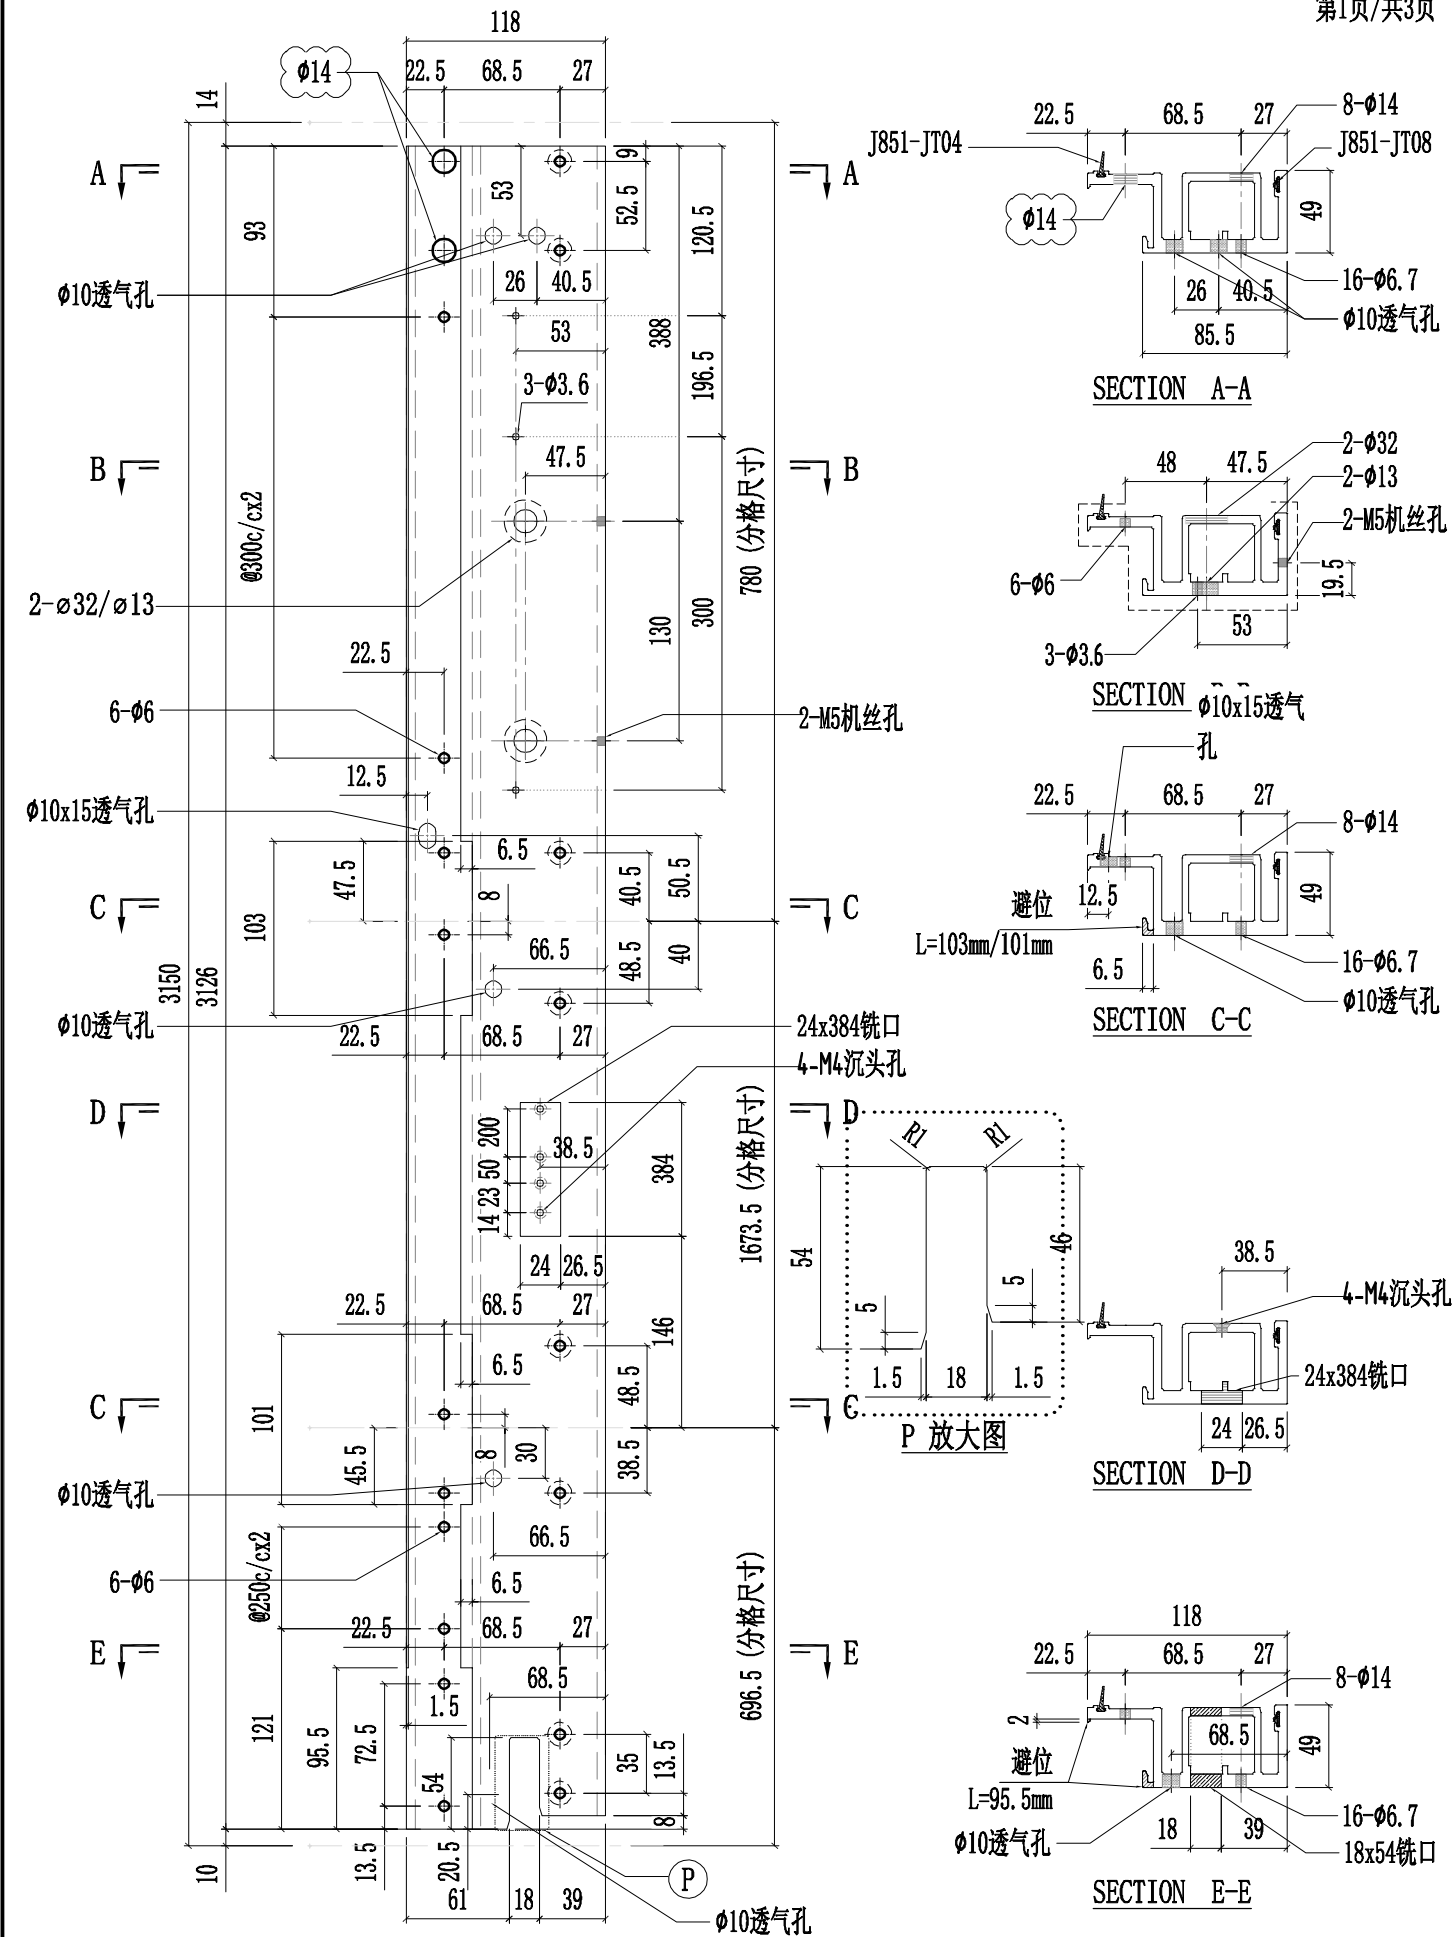 第1页/共3页
118
Φ14
22.5
68.5
27
14
A
A
9
53
52.5
120.5
93
Φ10透气孔
26
40.5
388
53
196.5
3-Φ3.6
47.5
B
B
780 (分格尺寸)
@300c/cx2
2-⌀32/⌀13
130
300
22.5
6-Φ6
2-M5机丝孔
12.5
Φ10x15透气孔
6.5
47.5
40.5
50.5
8
C
C
103
3150
3126
66.5
48.5
40
Φ10透气孔
22.5
68.5
27
24x384铣口
4-M4沉头孔
D
D
200
50
23
14
38.5
384
1673.5 (分格尺寸)
24
26.5
22.5
68.5
27
146
6.5
48.5
C
C
101
45.5
8
30
38.5
Φ10透气孔
66.5
@250c/cx2
6-Φ6
6.5
696.5 (分格尺寸)
22.5
68.5
27
E
E
68.5
1.5
121
95.5
72.5
54
35
13.5
8
10
13.5
20.5
P
61
18
39
Φ10透气孔
22.5
68.5
27
8-Φ14
J851-JT04
J851-JT08
Φ14
49
16-Φ6.7
26
40.5
Φ10透气孔
85.5
SECTION A-A
2-Φ32
48
47.5
2-Φ13
2-M5机丝孔
6-Φ6
19.5
53
3-Φ3.6
SECTION
Φ10x15透气
孔
22.5
68.5
27
8-Φ14
49
避位
12.5
L=103mm/101mm
6.5
16-Φ6.7
Φ10透气孔
SECTION C-C
R1
R1
54
46
5
5
1.5
18
1.5
P 放大图
38.5
4-M4沉头孔
24x384铣口
24
26.5
SECTION D-D
118
22.5
68.5
27
8-Φ14
2
68.5
49
避位
L=95.5mm
16-Φ6.7
18
39
Φ10透气孔
18x54铣口
SECTION E-E